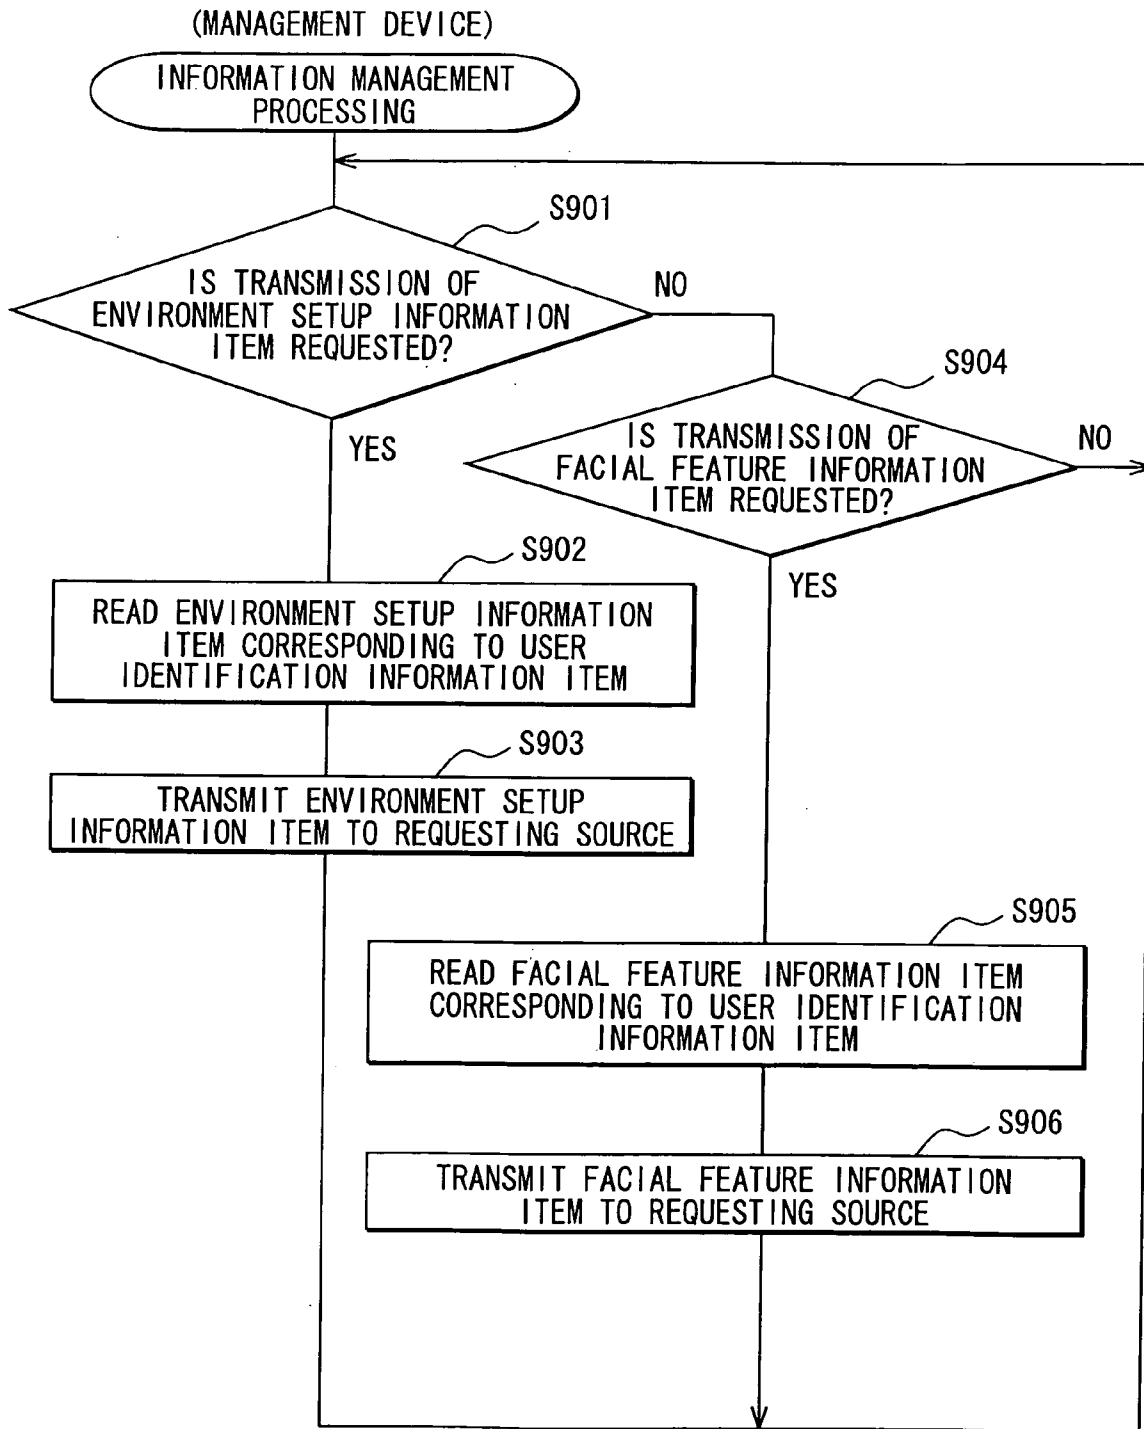 (MANAGEMENT DEVICE)
INFORMATION MANAGEMENT
PROCESSING
S901
IS TRANSMISSION OF
ENVIRONMENT SETUP INFORMATION
ITEM REQUESTED?
NO
YES
S904
IS TRANSMISSION OF
FACIAL FEATURE INFORMATION
ITEM REQUESTED?
NO
YES
S902
READ ENVIRONMENT SETUP INFORMATION
ITEM CORRESPONDING TO USER
IDENTIFICATION INFORMATION ITEM
S903
TRANSMIT ENVIRONMENT SETUP
INFORMATION ITEM TO REQUESTING SOURCE
S905
READ FACIAL FEATURE INFORMATION ITEM
CORRESPONDING TO USER IDENTIFICATION
INFORMATION ITEM
S906
TRANSMIT FACIAL FEATURE INFORMATION
ITEM TO REQUESTING SOURCE